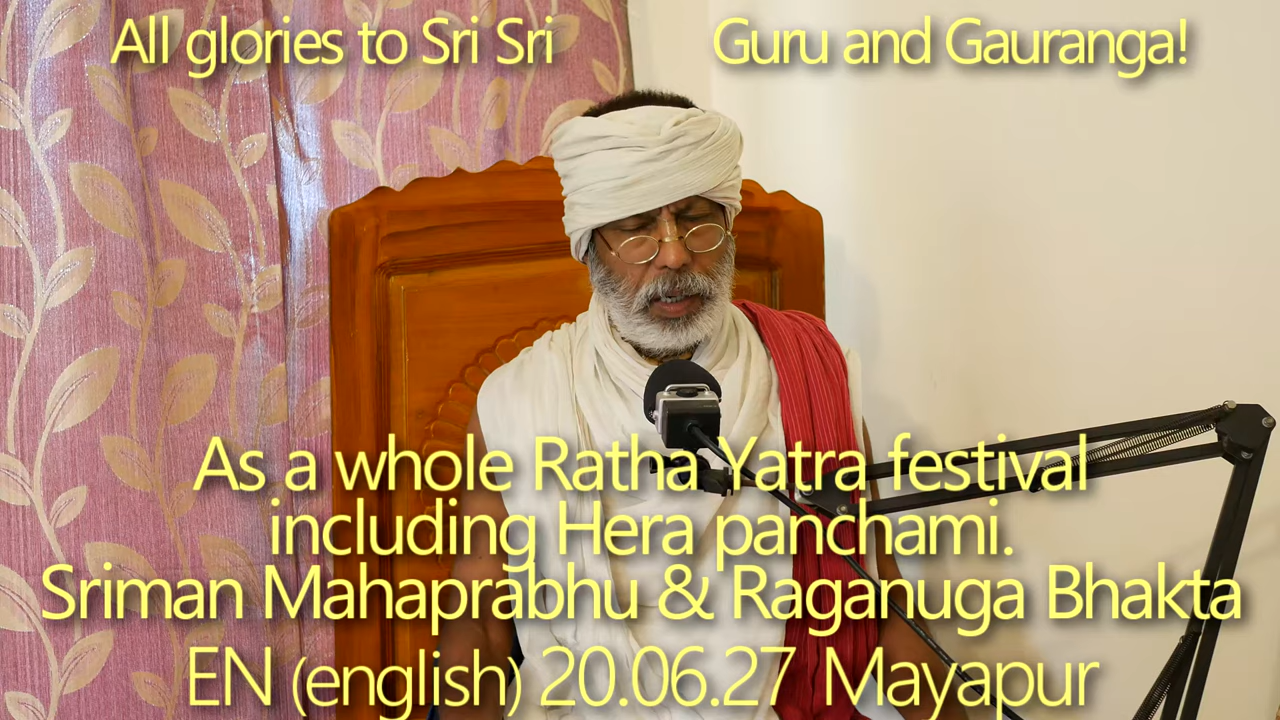 All glories to Sri Sri Guru and Gauranga!
As a whole Ratha Yatra festival
including Hera panchami.
Sriman Mahaprabhu & Raganuga Bhakta
EN (english) 20.06.27 Mayapur